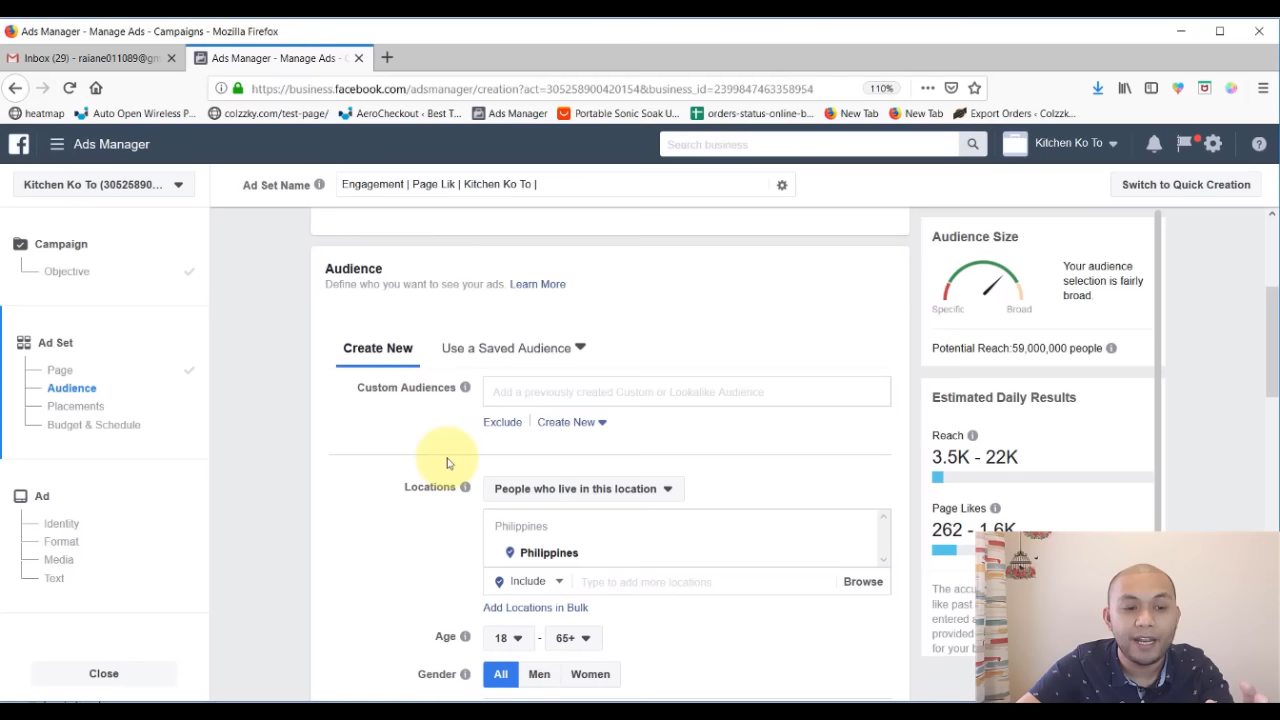 Ads Manager - Manage Ads - Campaigns - Mozilla Firefox
Inbox (29) - raiane011089@gm
Ads Manager - Manage Ads - C
https://business.facebook.com/adsmanager/creation?act=305258900420154&business_id=2399847463358954
110%
heatmap
Auto Open Wireless P...
colzzky.com/test-page/
AeroCheckout - Best T...
Ads Manager
Portable Sonic Soak U...
orders-status-online-b...
New Tab
New Tab
Export Orders ‹ Colzzk...
Ads Manager
Search business
Kitchen Ko To
Kitchen Ko To (30525890...
Ad Set Name
Engagement | Page Lik | Kitchen Ko To |
Switch to Quick Creation
Campaign
Objective
Ad Set
Page
Audience
Placements
Budget & Schedule
Ad
Identity
Format
Media
Text
Close
Audience
Define who you want to see your ads. Learn More
Create New
Use a Saved Audience
Custom Audiences
Add a previously created Custom or Lookalike Audience
Exclude
Create New
Locations
People who live in this location
Philippines
Philippines
Include
Type to add more locations
Browse
Add Locations in Bulk
Age
18
-
65+
Gender
All
Men
Women
Audience Size
Specific
Broad
Your audience
selection is fairly
broad.
Potential Reach:59,000,000 people
Estimated Daily Results
Reach
3.5K - 22K
Page Likes
262 - 1.6K
The accu
like past
entered a
provided
for your b